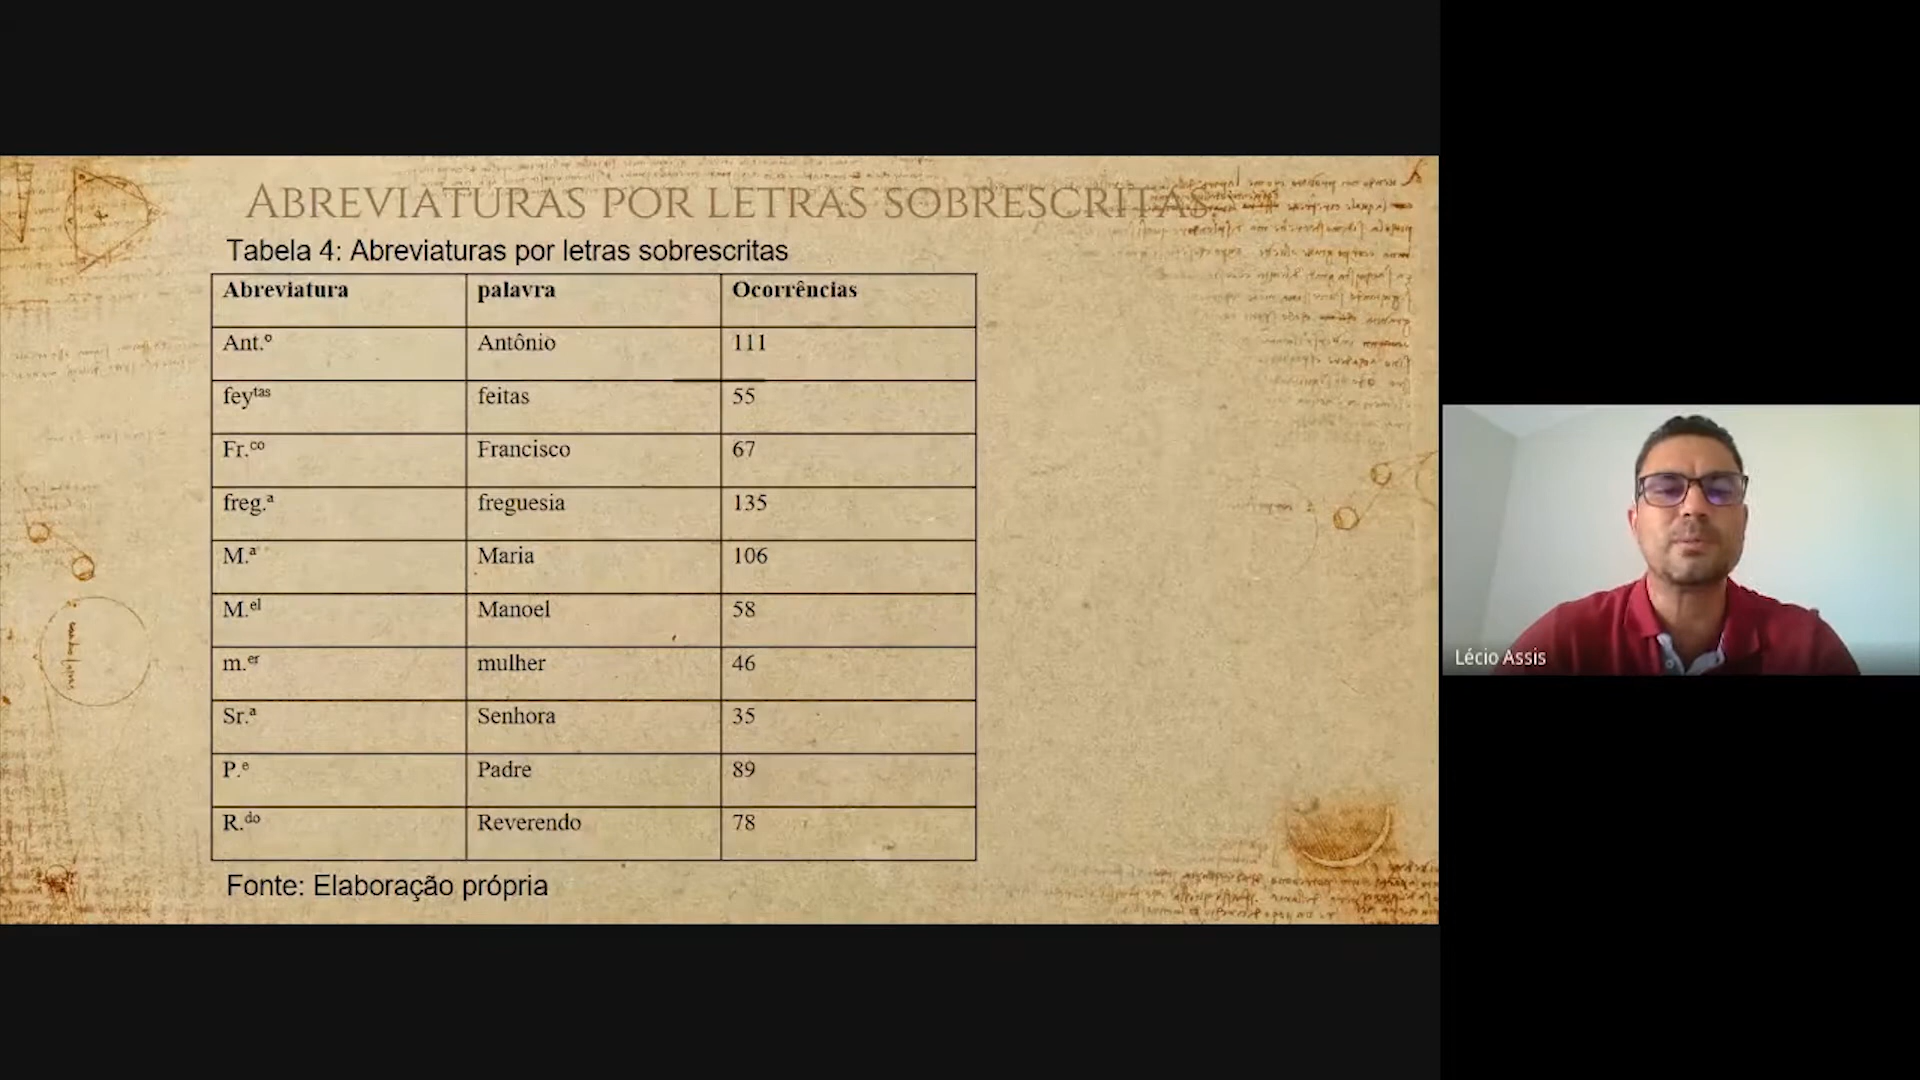 ABREVIATURAS POR LETRAS SOBRESCRITAS.
Tabela 4: Abreviaturas por letras sobrescritas
Abreviatura palavra Ocorrências
Ant.º Antônio 111
feyᵗᵃˢ feitas 55
Fr.ᶜᵒ Francisco 67
freg.ª freguesia 135
M.ª Maria 106
M.ᵉˡ Manoel 58
m.ᵉʳ mulher 46
Sr.ª Senhora 35
P.ᵉ Padre 89
R.ᵈᵒ Reverendo 78
Fonte: Elaboração própria
Lécio Assis